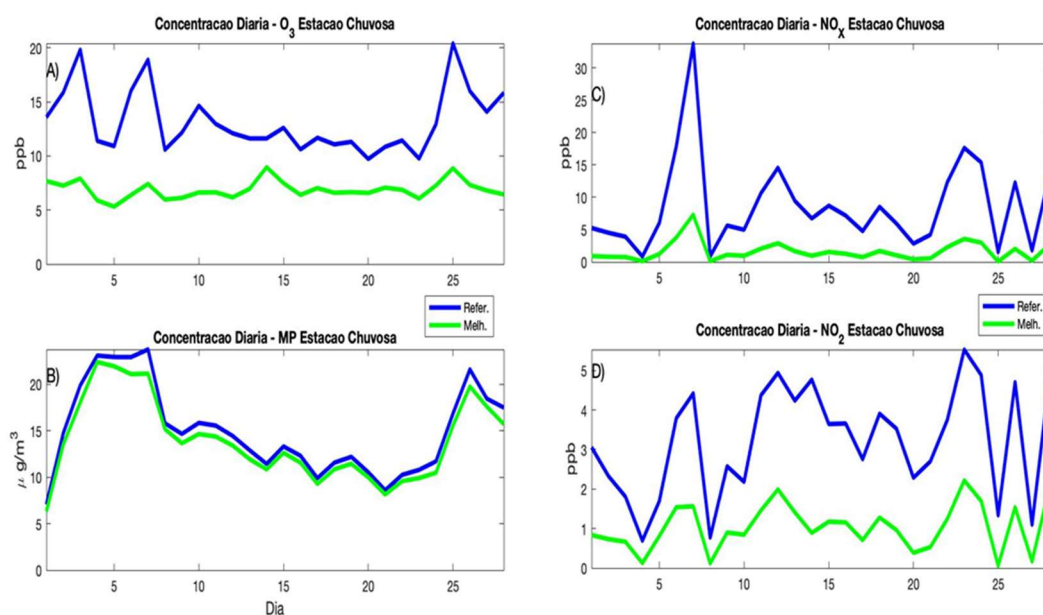 Concentracao Diaria - O3 Estacao Chuvosa
A)
ppb
20
15
10
5
0
5
10
15
20
25
Concentracao Diaria - NOX Estacao Chuvosa
C)
ppb
30
25
20
15
10
5
0
5
10
15
20
25
Refer.
Melh.
Refer.
Melh.
Concentracao Diaria - MP Estacao Chuvosa
B)
μ g/m3
20
15
10
5
0
5
10
15
20
25
Dia
Concentracao Diaria - NO2 Estacao Chuvosa
D)
ppb
5
4
3
2
1
0
5
10
15
20
25